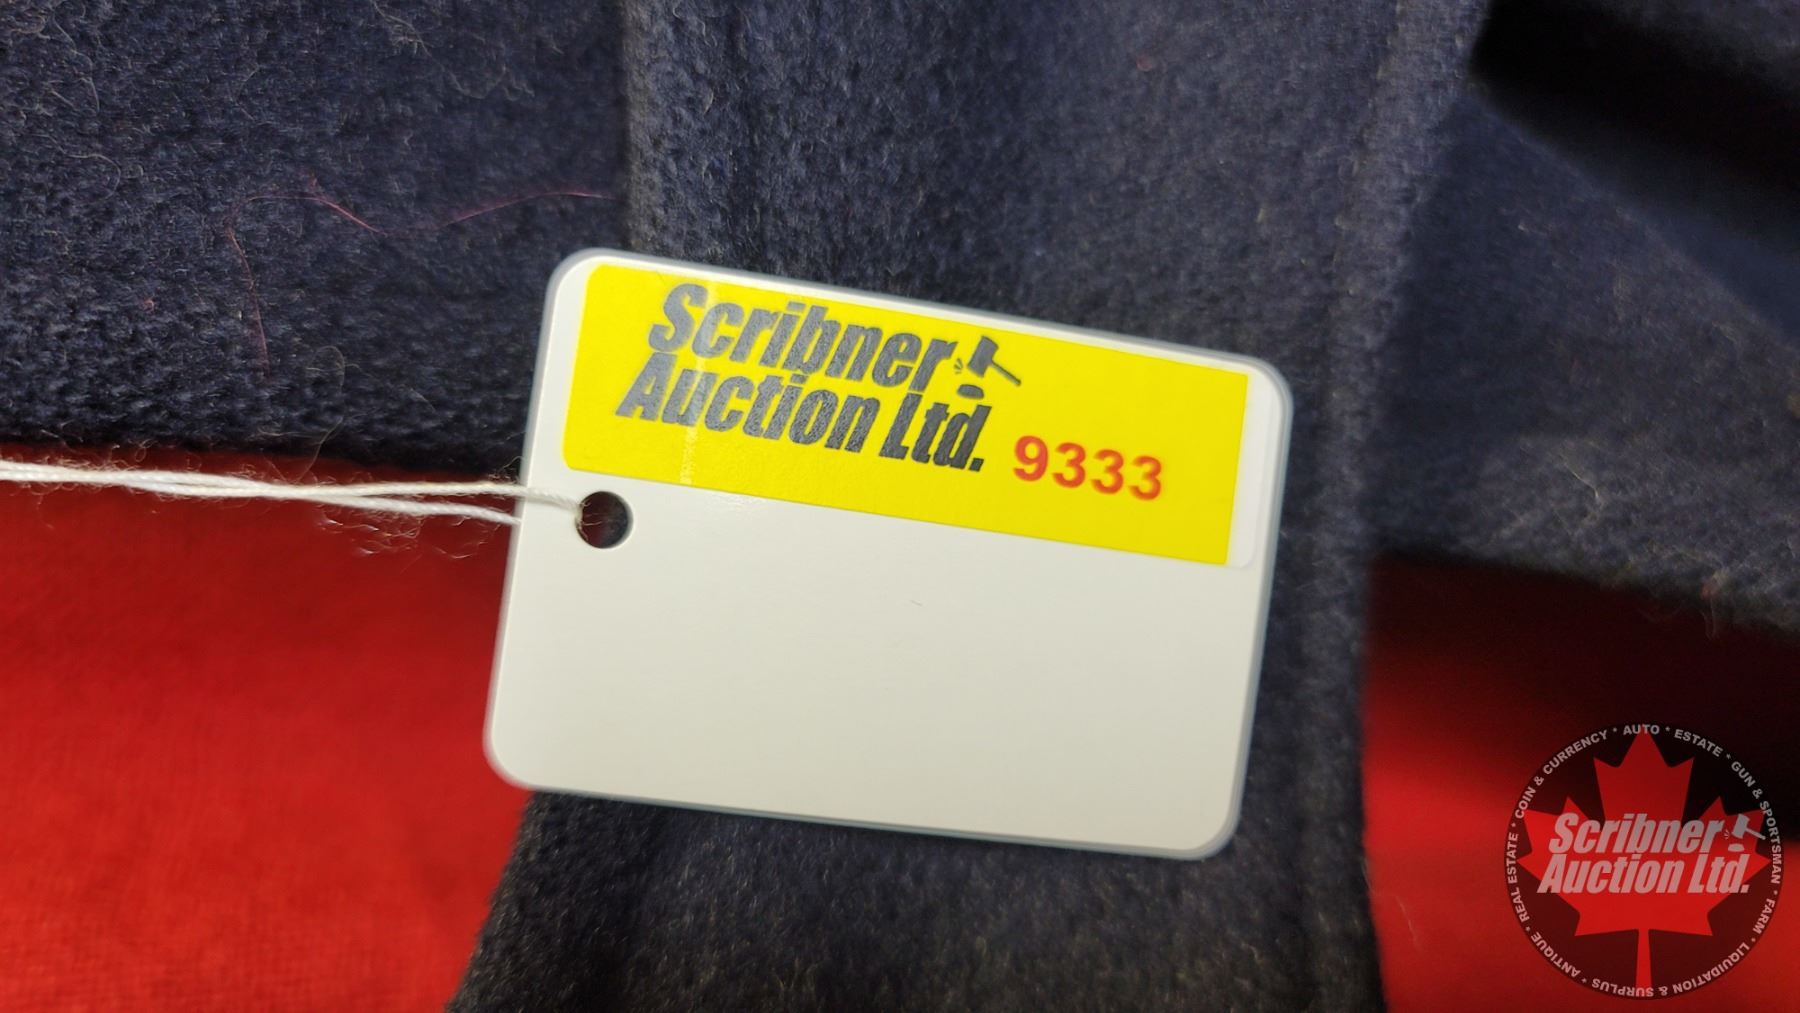 Scribner
Auction Ltd.
9333
COIN & CURRENCY * AUTO * ESTATE * GUN & SPORTSMAN * FARM * LIQUIDATION & SURPLUS * ANTIQUE * REAL ESTATE *
Scribner
Auction Ltd.